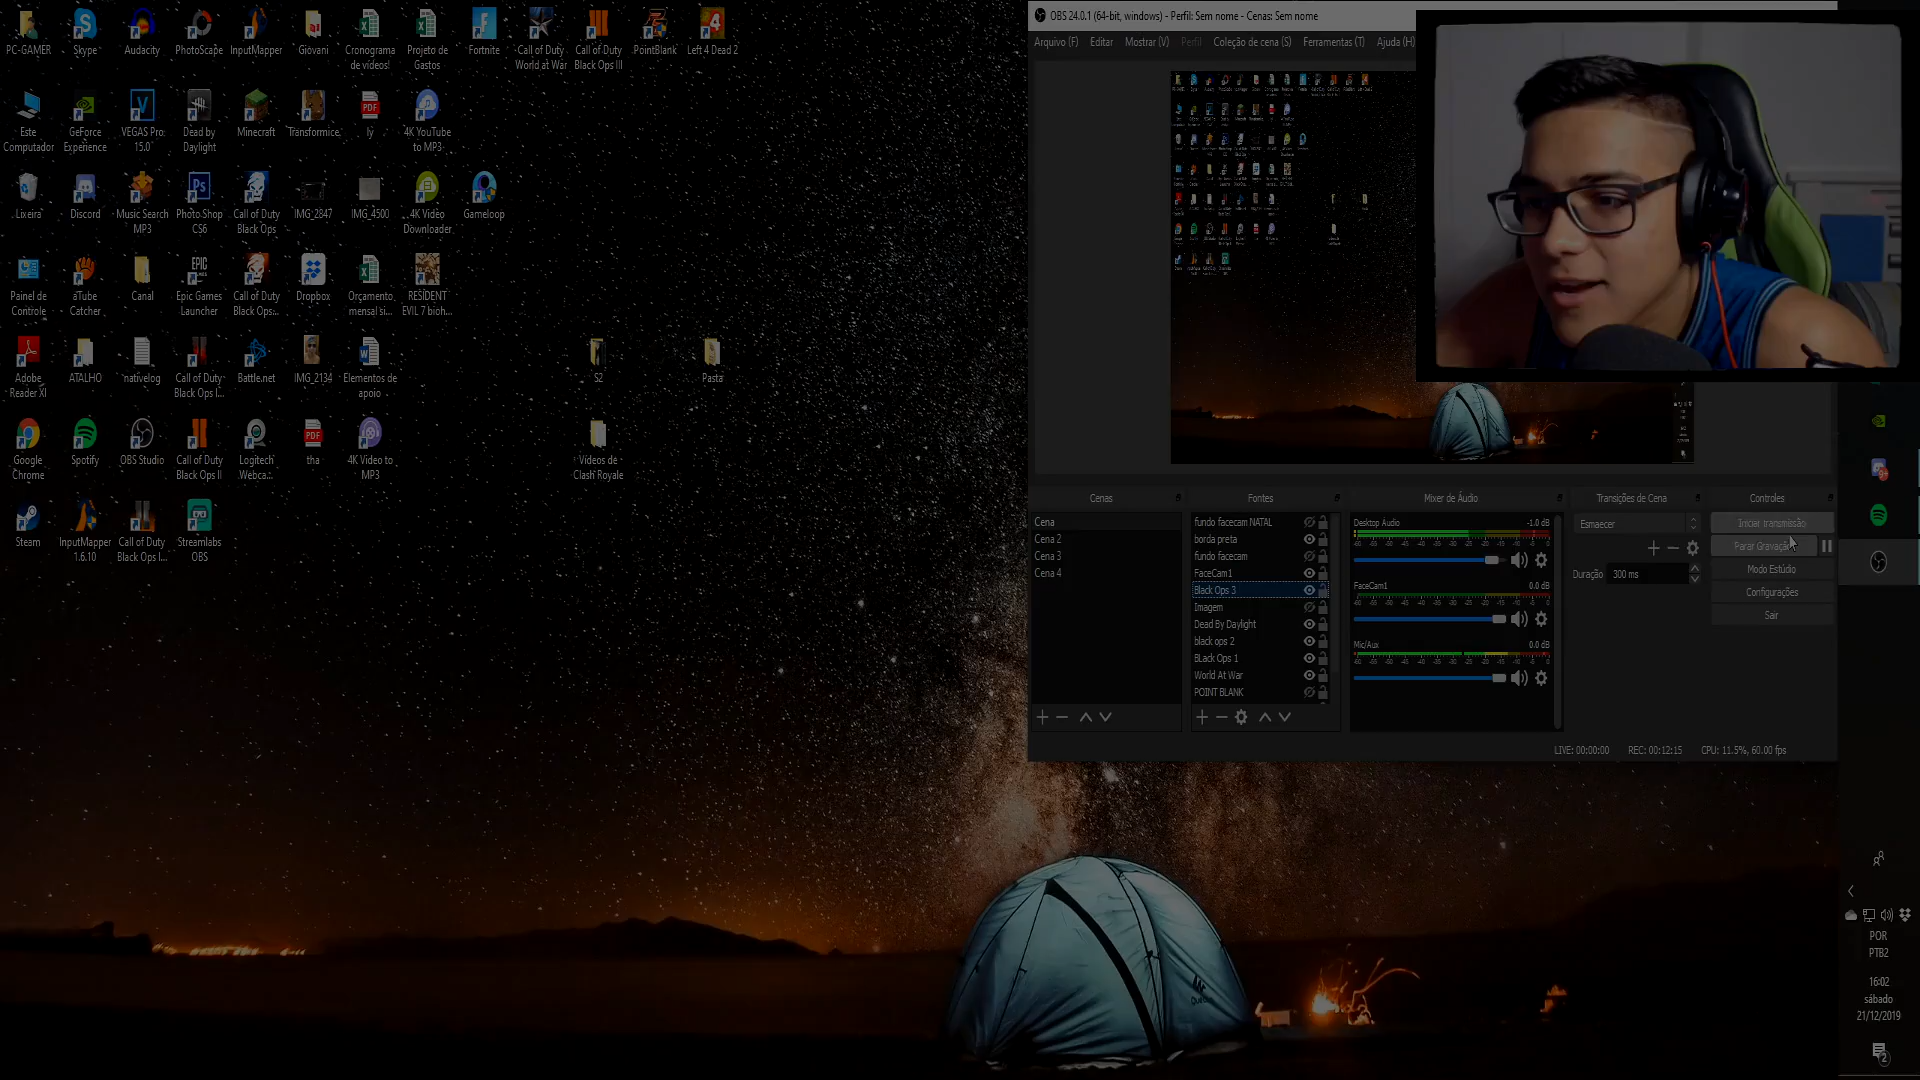 PC-GAMER
Skype
Audacity
PhotoScape
InputMapper
Giovani
Cronograma
de vídeos!
Projeto de
Gastos
Fortnite
Call of Duty
World at War
Call of Duty
Black Ops III
PointBlank
Left 4 Dead 2
Este
Computador
GeForce
Experience
VEGAS Pro
15.0
Dead by
Daylight
Minecraft
Transformice
PDF
ly
4K YouTube
to MP3
Lixeira
Discord
Music Search
MP3
Photo Shop
CS6
Call of Duty
Black Ops
IMG_2847
IMG_4500
4K Video
Downloader
Gameloop
Painel de
Controle
aTube
Catcher
Canal
Epic Games
Launcher
Call of Duty
Black Ops...
Dropbox
Orçamento
mensal si...
RESIDENT
EVIL 7 bioh...
Adobe
Reader XI
ATALHO
nativelog
Call of Duty
Black Ops I...
Battle.net
IMG_2134
Elementos de
apoio
S2
Pasta
Google
Chrome
Spotify
OBS Studio
Call of Duty
Black Ops II
Logitech
Webca...
PDF
tha
4K Video to
MP3
Vídeos de
Clash Royale
Steam
InputMapper
1.6.10
Call of Duty
Black Ops I...
Streamlabs
OBS
OBS 24.0.1 (64-bit, windows) - Perfil: Sem nome - Cenas: Sem nome
Arquivo (F)
Editar
Mostrar (V)
Perfil
Coleção de cena (S)
Ferramentas (T)
Ajuda (H)
Cenas
Fontes
Mixer de Áudio
Transições de Cena
Controles
Cena
Cena 2
Cena 3
Cena 4
fundo facecam NATAL
borda preta
fundo facecam
FaceCam1
Black Ops 3
Imagem
Dead By Daylight
black ops 2
BLack Ops 1
World At War
POINT BLANK
Desktop Audio
-1.0 dB
FaceCam1
0.0 dB
Mic/Aux
0.0 dB
Esmaecer
Duração
300 ms
Iniciar transmissão
Parar Gravação
Modo Estúdio
Configurações
Sair
LIVE: 00:00:00
REC: 00:12:15
CPU: 11.5%, 60.00 fps
POR
PTB2
16:02
sábado
21/12/2019
2